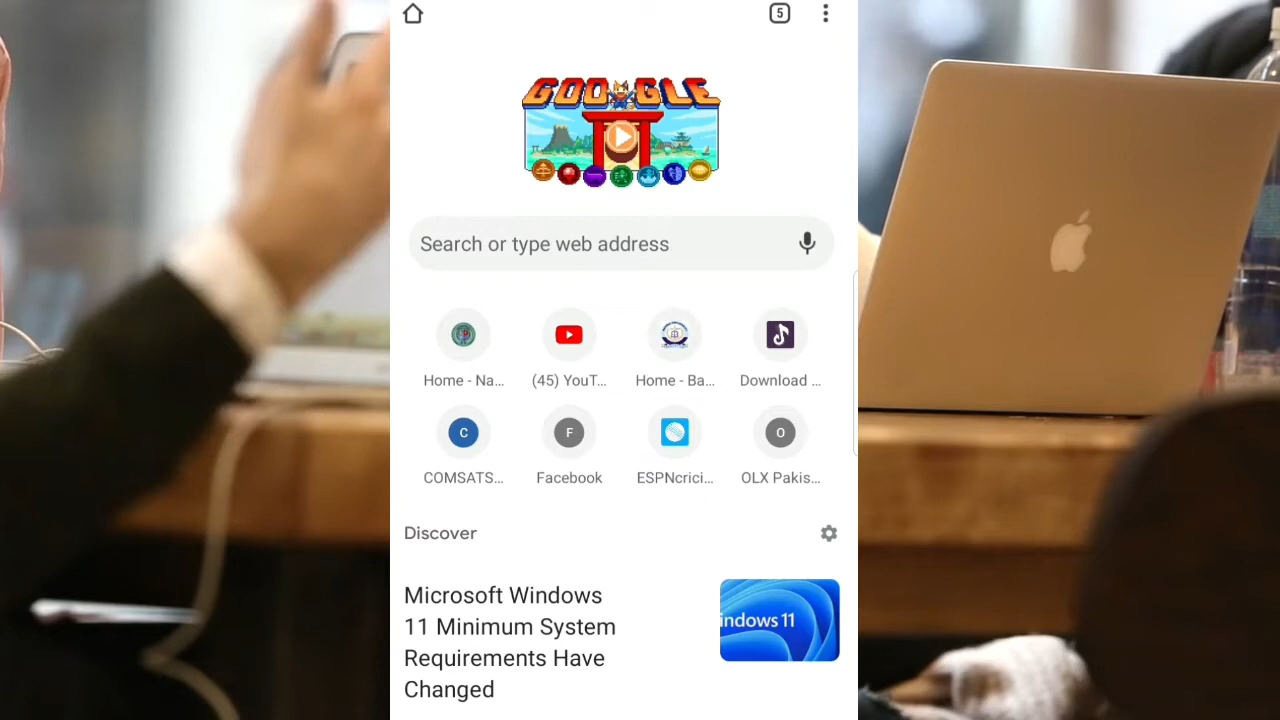 5
GOOGLE
Search or type web address
Home - Na...
(45) YouT...
Home - Ba...
Download ...
C
F
O
COMSATS...
Facebook
ESPNcrici...
OLX Pakis...
Discover
Microsoft Windows
11 Minimum System
Requirements Have
Changed
indows 11